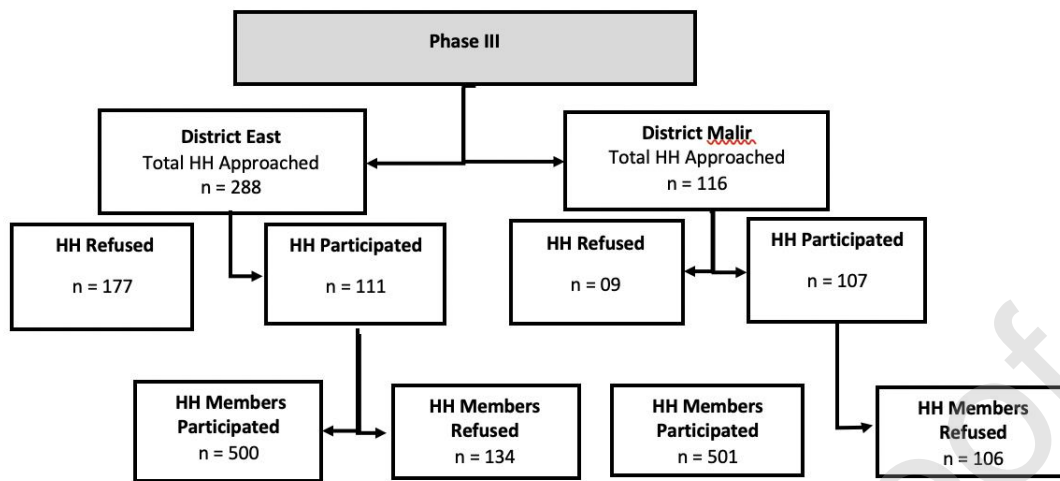 Phase III
District East
Total HH Approached
n = 288
District Malir
Total HH Approached
n = 116
HH Refused
n = 177
HH Participated
n = 111
HH Refused
n = 09
HH Participated
n = 107
HH Members
Participated
n = 500
HH Members
Refused
n = 134
HH Members
Participated
n = 501
HH Members
Refused
n = 106